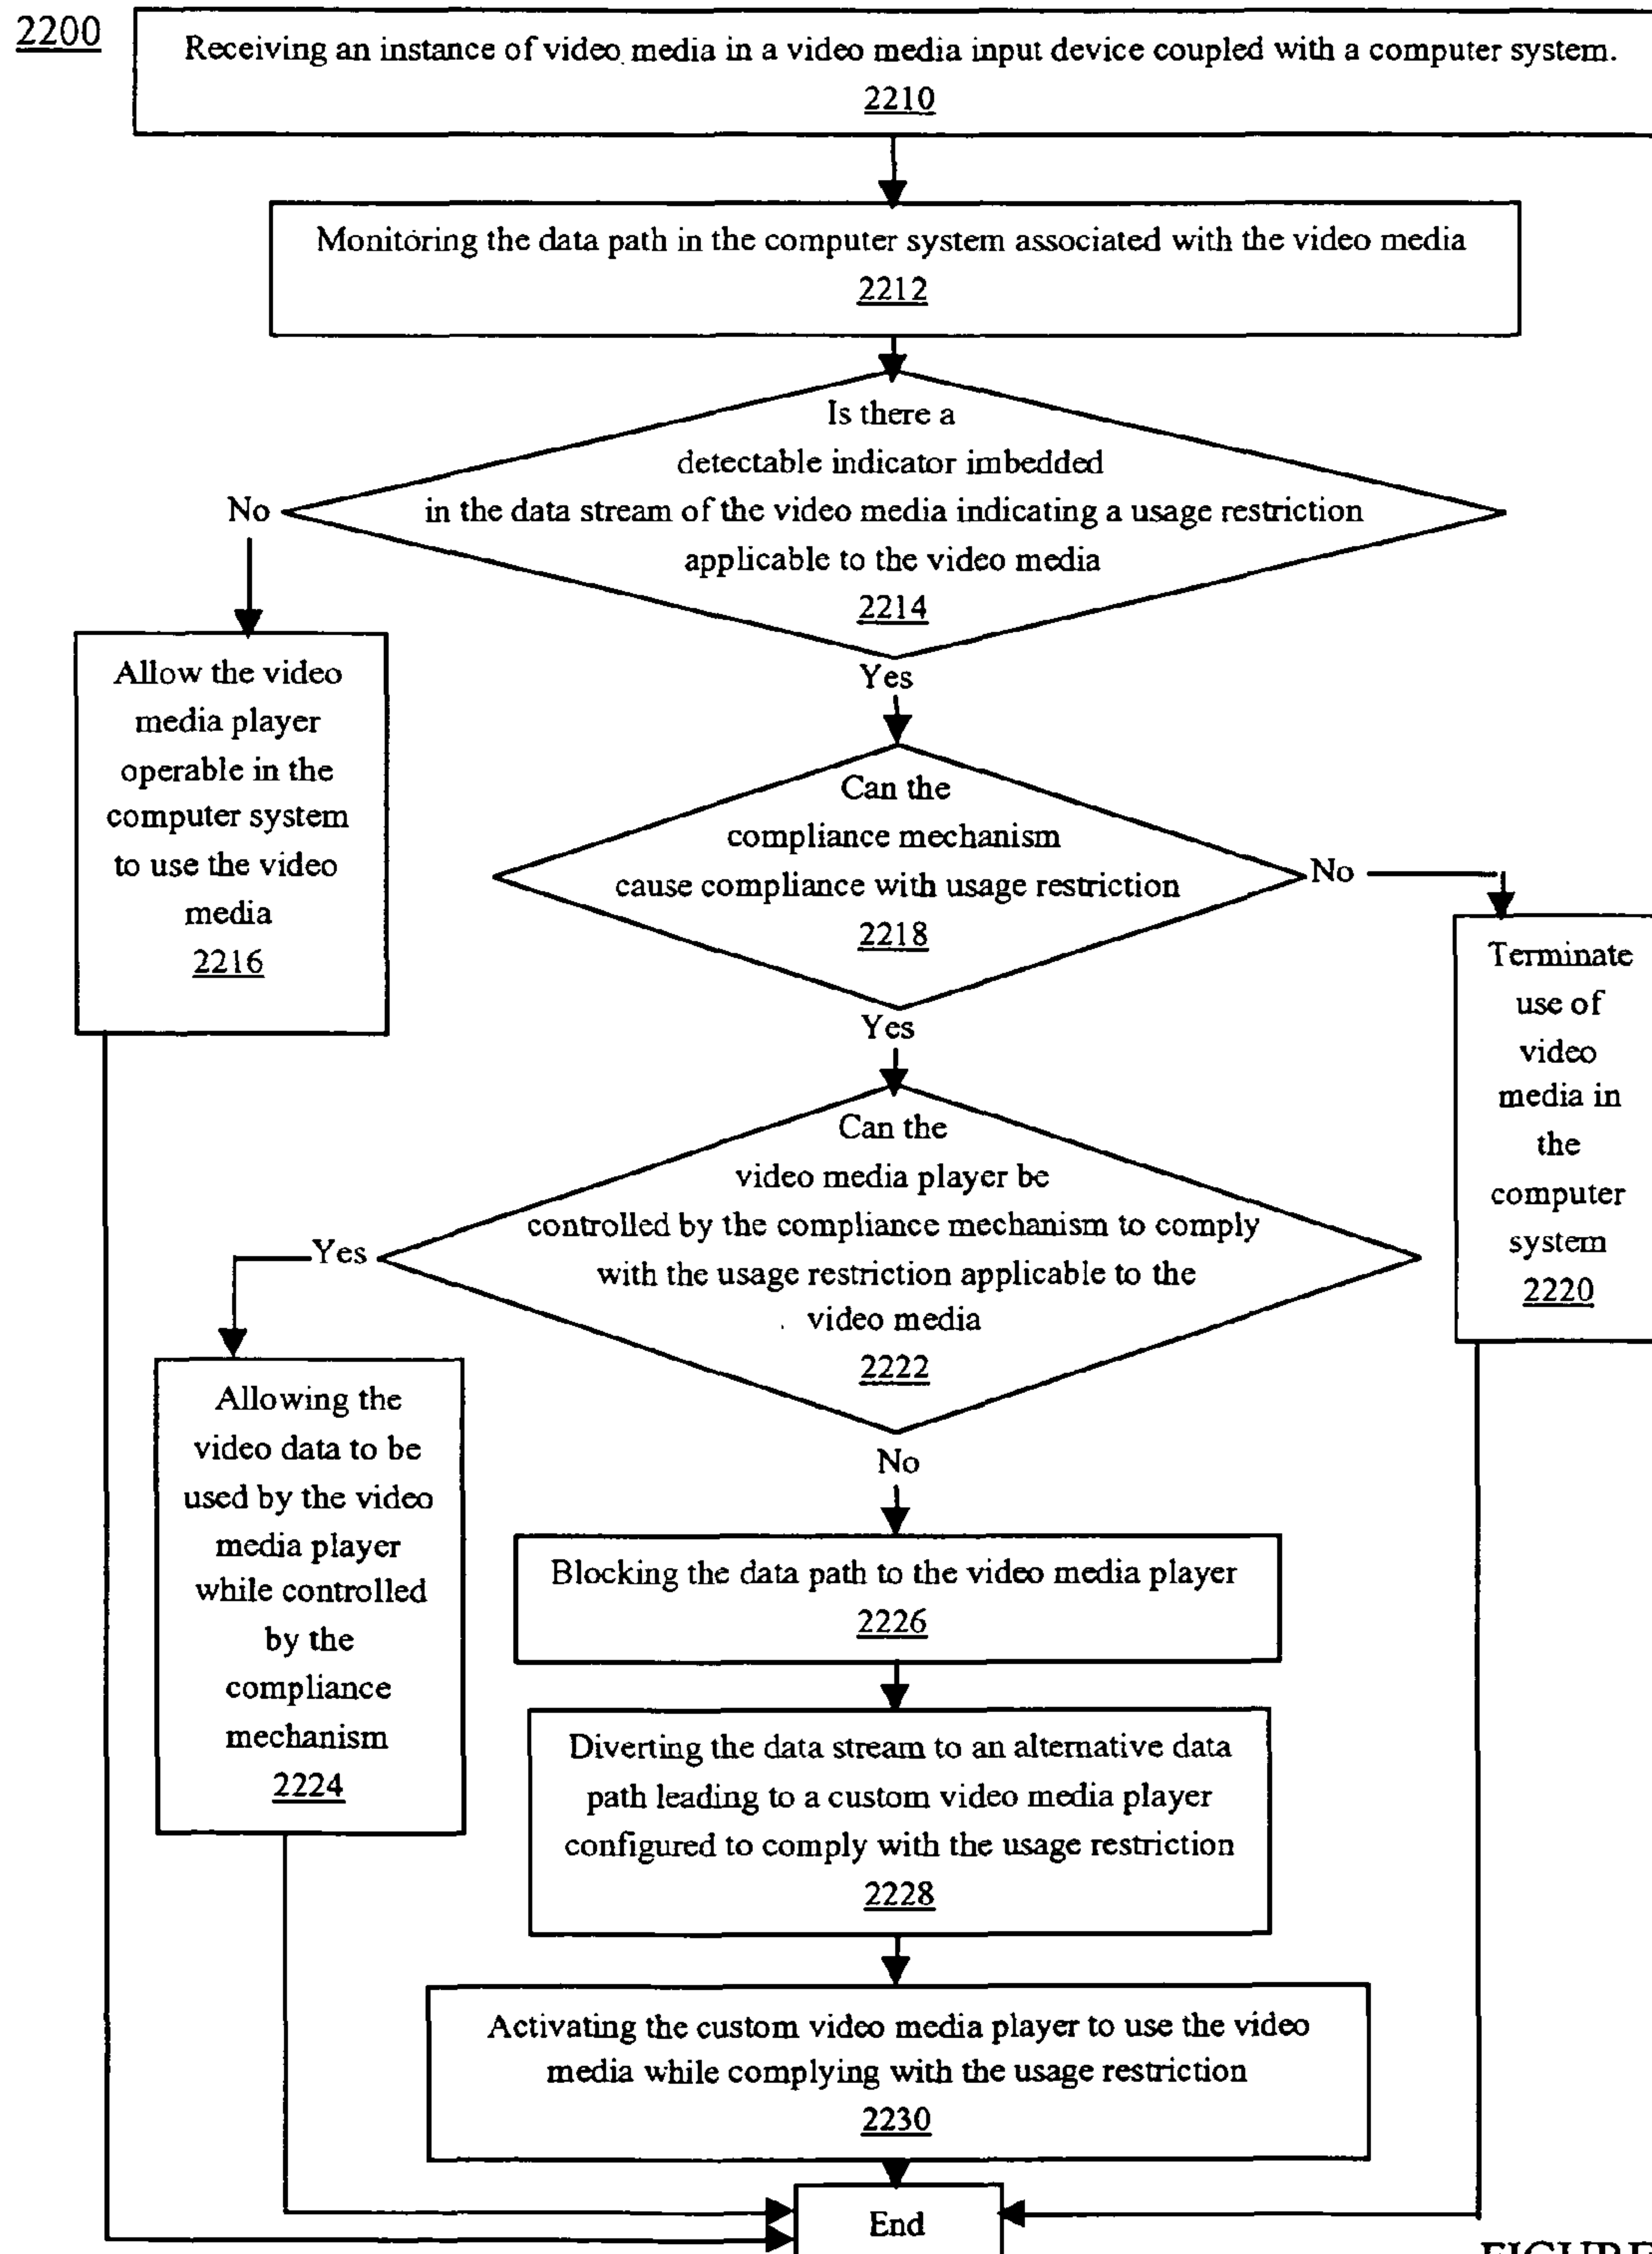 2200
Receiving an instance of video media in a video media input device coupled with a computer system.
2210
Monitoring the data path in the computer system associated with the video media
2212
Is there a
detectable indicator imbedded
in the data stream of the video media indicating a usage restriction
applicable to the video media
2214
No
Yes
Allow the video
media player
operable in the
computer system
to use the video
media
2216
Can the
compliance mechanism
cause compliance with usage restriction
2218
No
Yes
Terminate
use of
video
media in
the
computer
system
2220
Can the
video media player be
controlled by the compliance mechanism to comply
with the usage restriction applicable to the
video media
2222
Yes
No
Allowing the
video data to be
used by the video
media player
while controlled
by the
compliance
mechanism
2224
Blocking the data path to the video media player
2226
Diverting the data stream to an alternative data
path leading to a custom video media player
configured to comply with the usage restriction
2228
Activating the custom video media player to use the video
media while complying with the usage restriction
2230
End
FIGURE